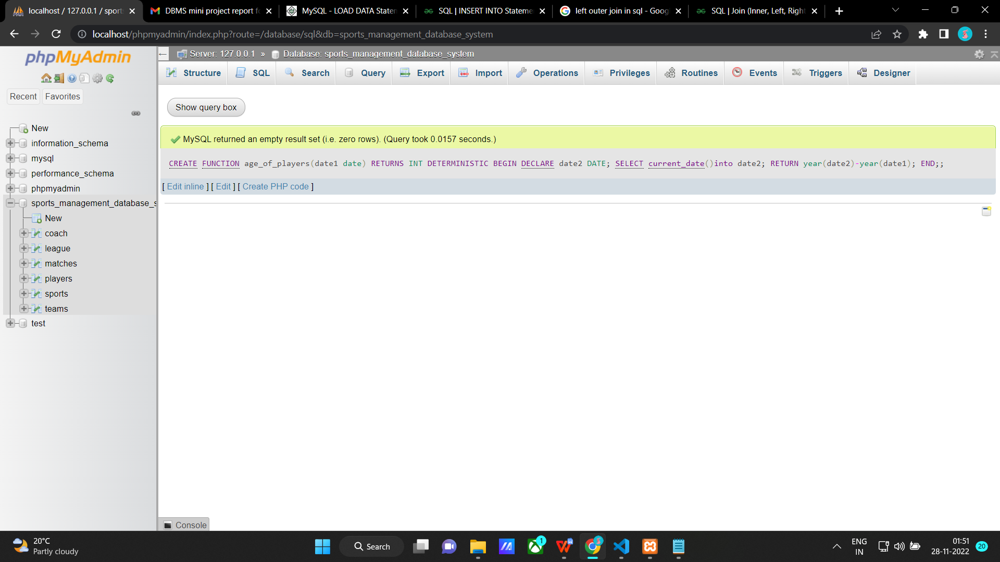 localhost / 127.0.0.1 / sport
DBMS mini project report fo
MySQL - LOAD DATA Staten
SQL | INSERT INTO Stateme
left outer join in sql - Goog
SQL | Join (Inner, Left, Right
localhost/phpmyadmin/index.php?route=/database/sql&db=sports_management_database_system
phpMyAdmin
Recent
Favorites
New
information_schema
mysql
performance_schema
phpmyadmin
sports_management_database_s
New
coach
league
matches
players
sports
teams
test
Server: 127.0.0.1 » Database: sports_management_database_system
Structure
SQL
Search
Query
Export
Import
Operations
Privileges
Routines
Events
Triggers
Designer
Show query box
MySQL returned an empty result set (i.e. zero rows). (Query took 0.0157 seconds.)
CREATE FUNCTION age_of_players(date1 date) RETURNS INT DETERMINISTIC BEGIN DECLARE date2 DATE; SELECT current_date()into date2; RETURN year(date2)-year(date1); END;;
[ Edit inline ] [ Edit ] [ Create PHP code ]
Console
20°C
Partly cloudy
Search
1
ENG
IN
01:51
28-11-2022
20